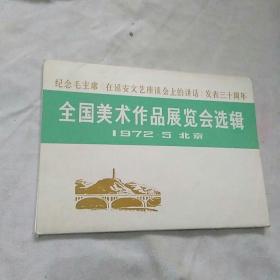 纪念毛主席《在延安文艺座谈会上的讲话》发表三十周年
全国美术作品展览会选辑
1972·5 北京